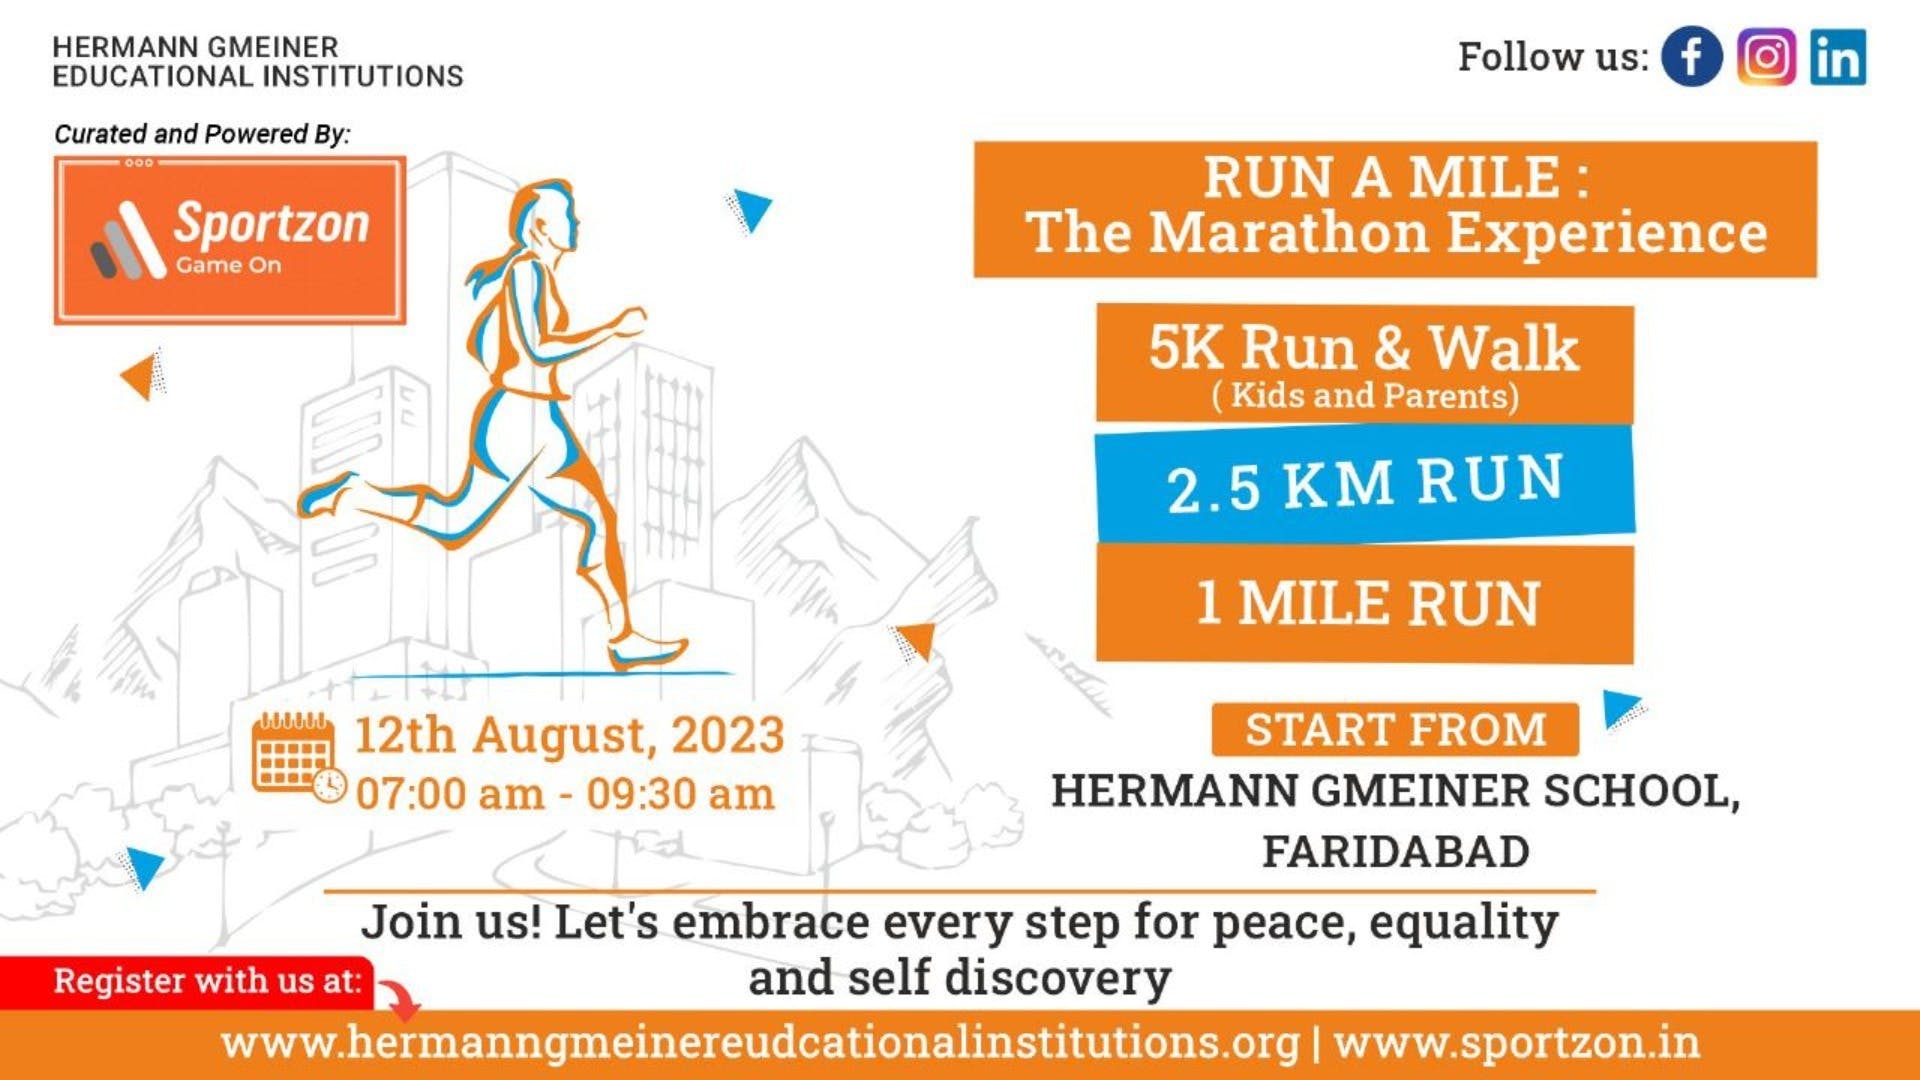 HERMANN GMEINER
EDUCATIONAL INSTITUTIONS
Follow us:
Curated and Powered By:
Sportzon
Game On
RUN A MILE :
The Marathon Experience
5K Run & Walk
( Kids and Parents)
2.5 KM RUN
1 MILE RUN
12th August, 2023
07:00 am - 09:30 am
START FROM
HERMANN GMEINER SCHOOL,
FARIDABAD
Join us! Let's embrace every step for peace, equality
and self discovery
Register with us at:
www.hermanngmeinereudcationalinstitutions.org | www.sportzon.in